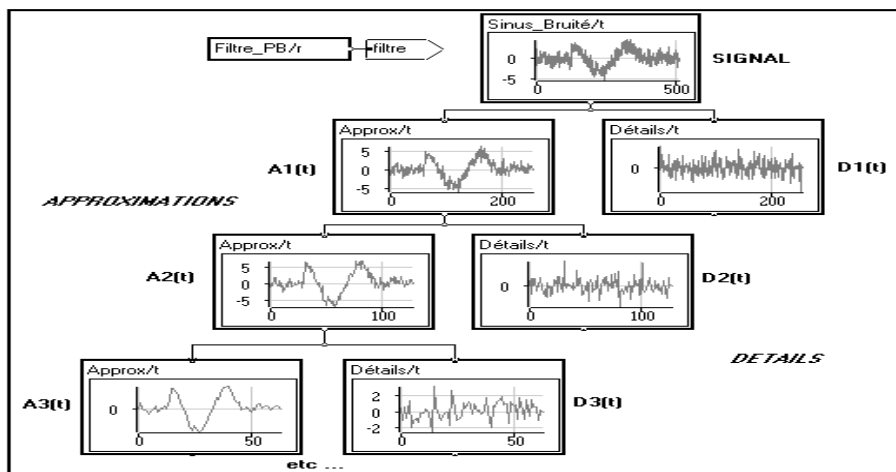 Sinus_Bruité/t
Filtre_PB/r
filtre
0
-5
0
500
SIGNAL
Approx/t
5
0
-5
0
200
A1(t)
Détails/t
0
0
200
D1(t)
APPROXIMATIONS
Approx/t
5
0
-5
0
100
A2(t)
Détails/t
0
0
100
D2(t)
DETAILS
Approx/t
0
0
50
A3(t)
Détails/t
2
0
-2
0
50
D3(t)
etc ...